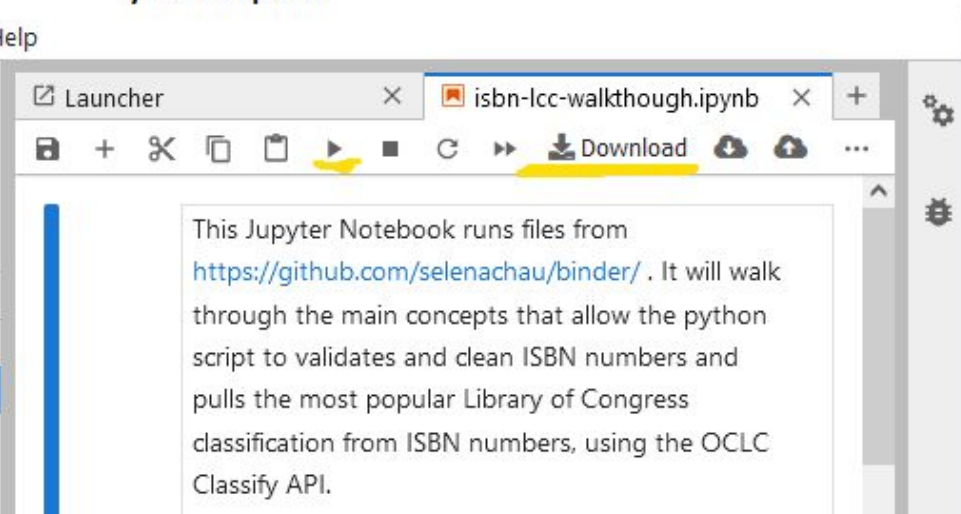 Help
Launcher
isbn-lcc-walkthough.ipynb
Download
This Jupyter Notebook runs files from
https://github.com/selenachau/binder/ . It will walk
through the main concepts that allow the python
script to validates and clean ISBN numbers and
pulls the most popular Library of Congress
classification from ISBN numbers, using the OCLC
Classify API.